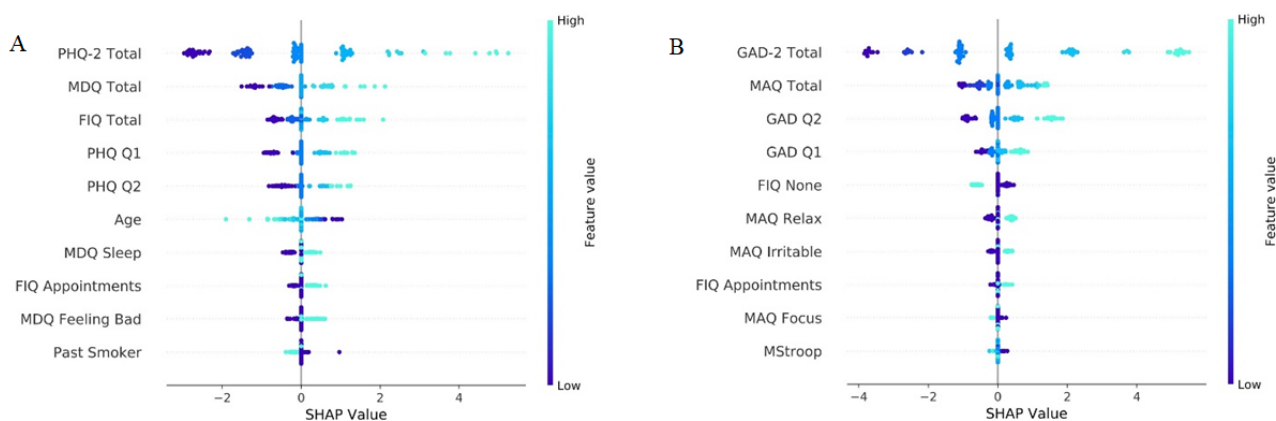 A
PHQ-2 Total
MDQ Total
FIQ Total
PHQ Q1
PHQ Q2
Age
MDQ Sleep
FIQ Appointments
MDQ Feeling Bad
Past Smoker
−2 0 2 4
SHAP Value
High
Feature value
Low
B
GAD-2 Total
MAQ Total
GAD Q2
GAD Q1
FIQ None
MAQ Relax
MAQ Irritable
FIQ Appointments
MAQ Focus
MStroop
−4 −2 0 2 4
SHAP Value
High
Feature value
Low